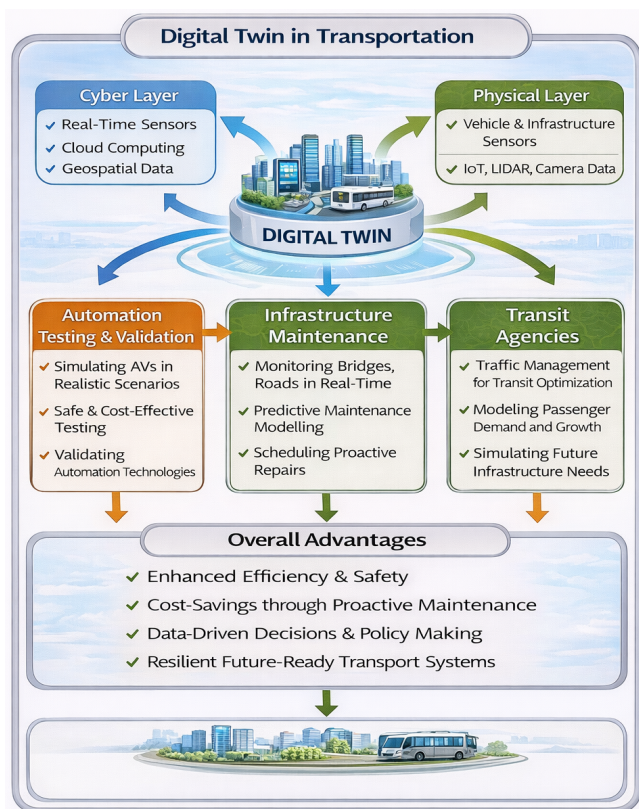 Digital Twin in Transportation
Cyber Layer
Real-Time Sensors
Cloud Computing
Geospatial Data
Physical Layer
Vehicle & Infrastructure
Sensors
IoT, LIDAR, Camera Data
DIGITAL TWIN
Automation
Testing & Validation
Simulating AVs in
Realistic Scenarios
Safe & Cost-Effective
Testing
Validating
Automation Technologies
Infrastructure
Maintenance
Monitoring Bridges,
Roads in Real-Time
Predictive Maintenance
Modelling
Scheduling Proactive
Repairs
Transit
Agencies
Traffic Management
for Transit Optimization
Modeling Passenger
Demand and Growth
Simulating Future
Infrastructure Needs
Overall Advantages
Enhanced Efficiency & Safety
Cost-Savings through Proactive Maintenance
Data-Driven Decisions & Policy Making
Resilient Future-Ready Transport Systems